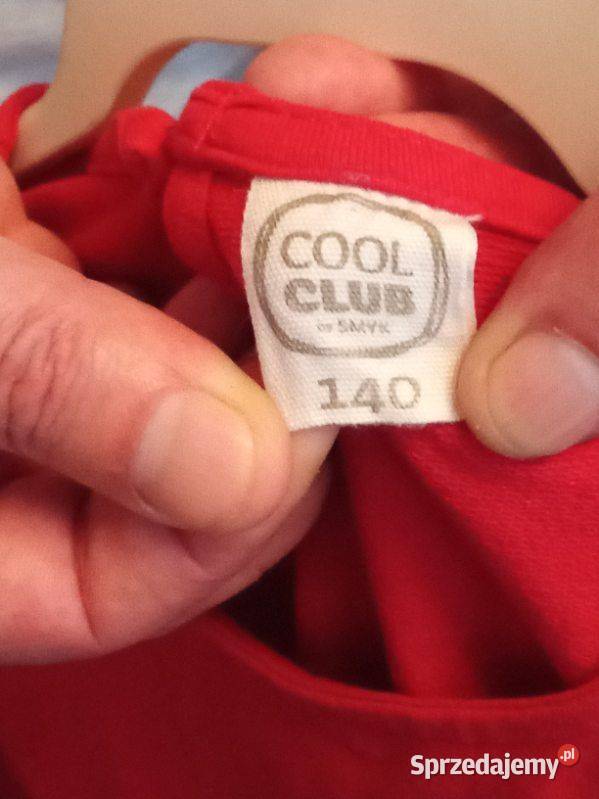 COOL
CLUB
BY SMYK
140
Sprzedajemy.pl